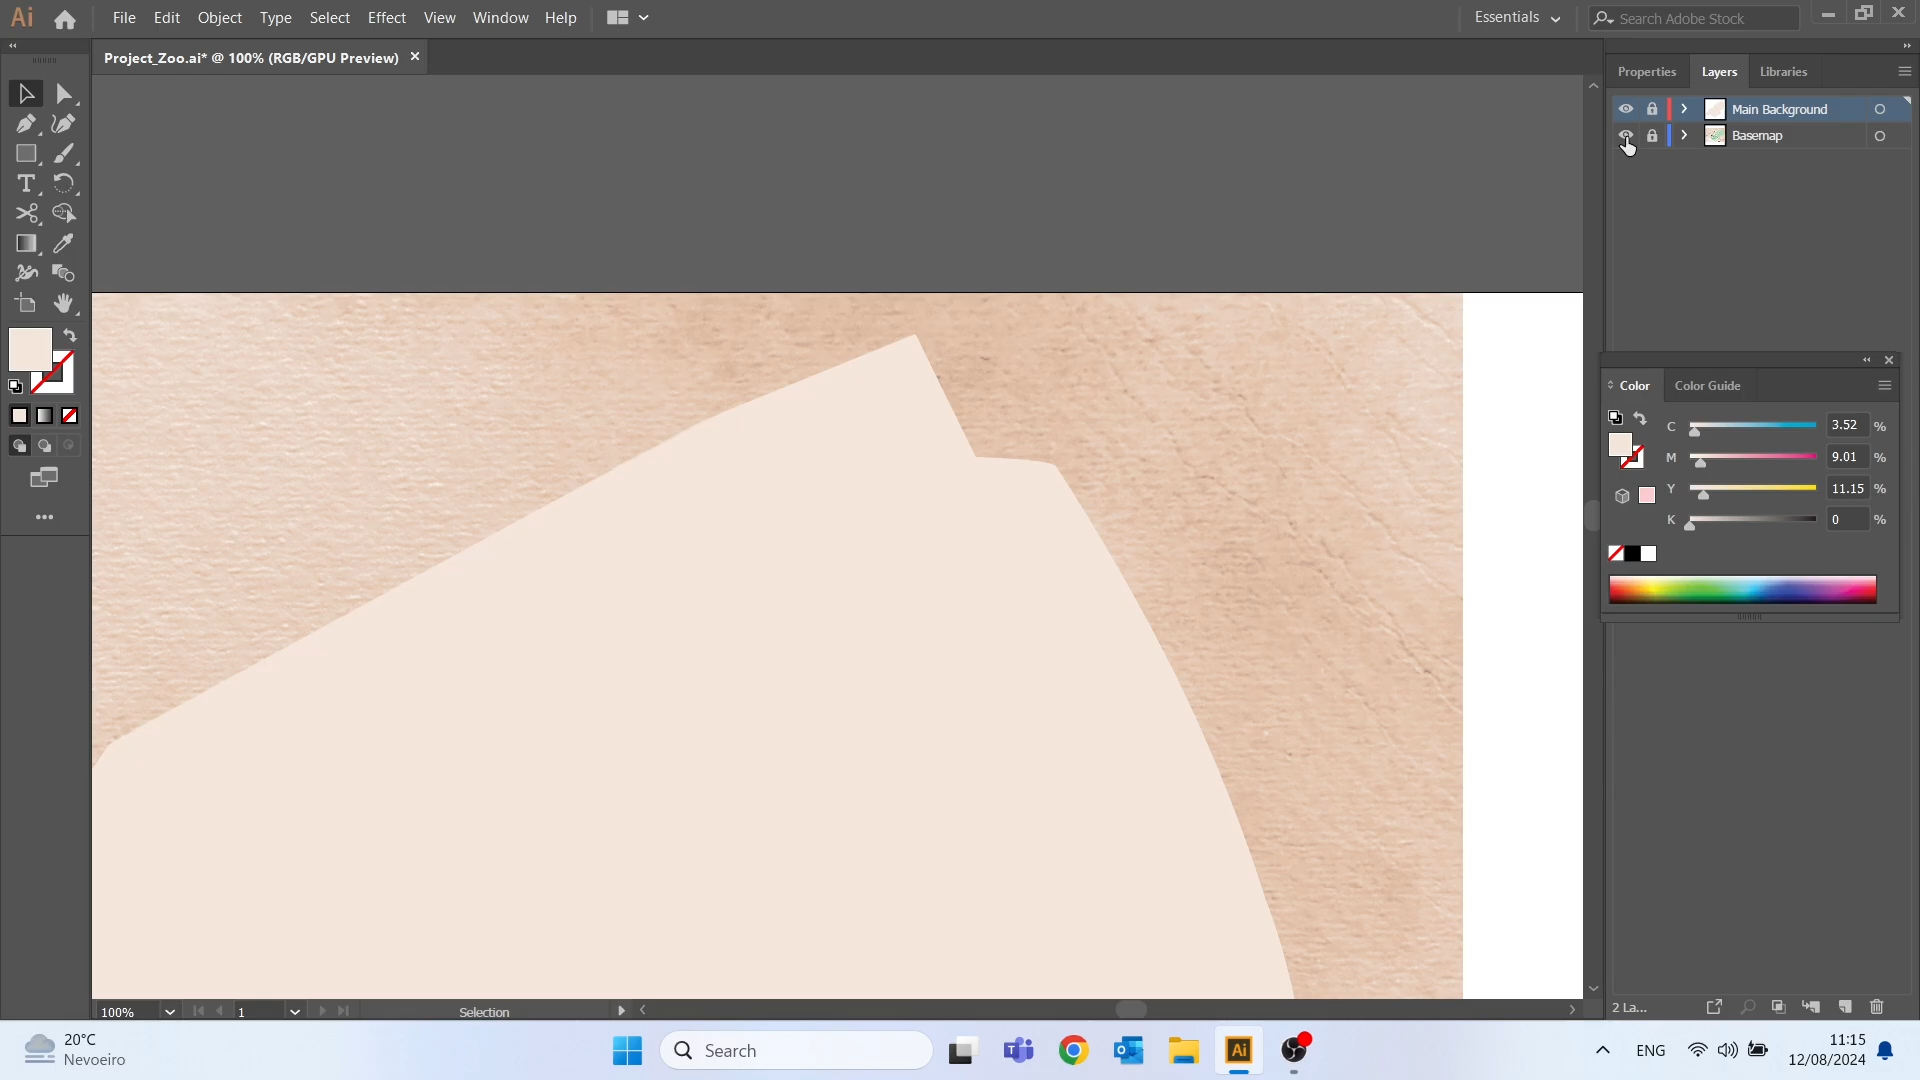 Ai File Edit Object Type Select Effect View Window Help Essentials Search Adobe Stock
Project_Zoo.ai* @ 100% (RGB/GPU Preview)
Properties Layers Libraries
Main Background
Basemap
Color Color Guide
C 3.52 %
M 9.01 %
Y 11.15 %
K 0 %
T
100% 1 Selection
2 La...
20°C
Nevoeiro
Search
Ai
ENG
11:15
12/08/2024